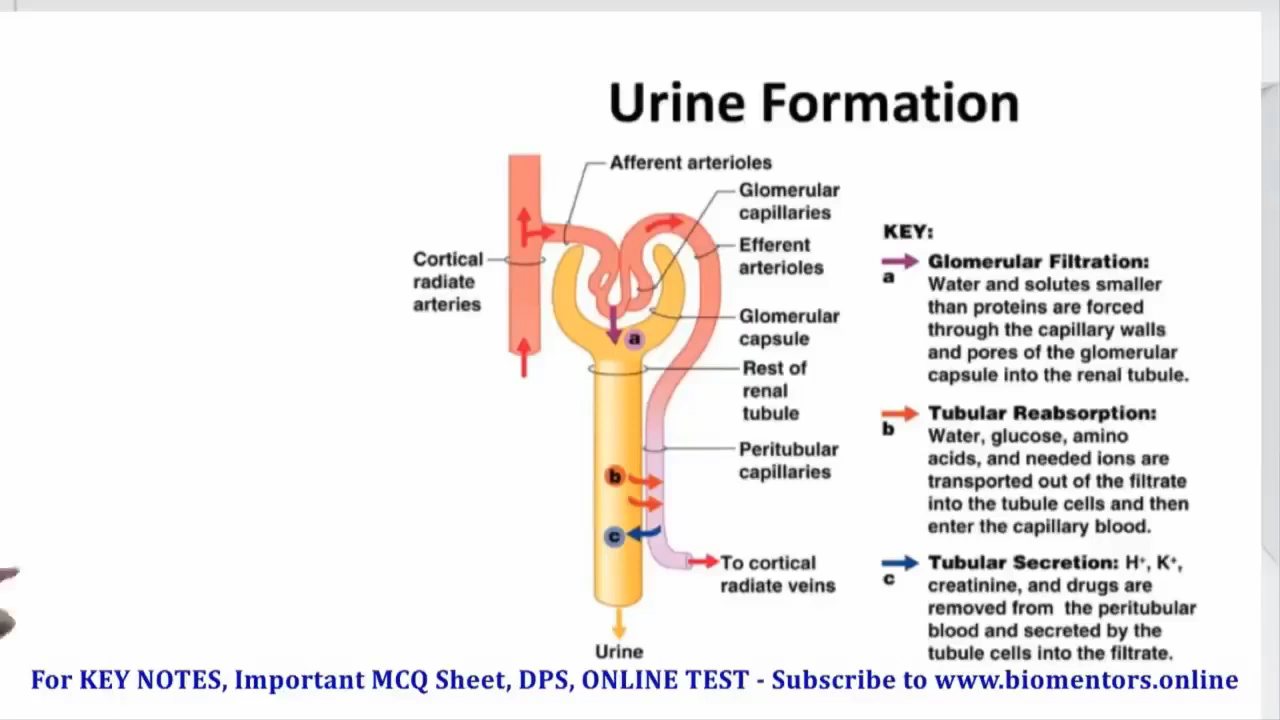 Urine Formation
Afferent arterioles
Glomerular
capillaries
Cortical
radiate
arteries
Efferent
arterioles
Glomerular
capsule
a
Rest of
renal
tubule
Peritubular
capillaries
b
c
To cortical
radiate veins
Urine
KEY:
a
Glomerular Filtration:
Water and solutes smaller
than proteins are forced
through the capillary walls
and pores of the glomerular
capsule into the renal tubule.
b
Tubular Reabsorption:
Water, glucose, amino
acids, and needed ions are
transported out of the filtrate
into the tubule cells and then
enter the capillary blood.
c
Tubular Secretion: H⁺, K⁺,
creatinine, and drugs are
removed from the peritubular
blood and secreted by the
tubule cells into the filtrate.
For KEY NOTES, Important MCQ Sheet, DPS, ONLINE TEST - Subscribe to www.biomentors.online